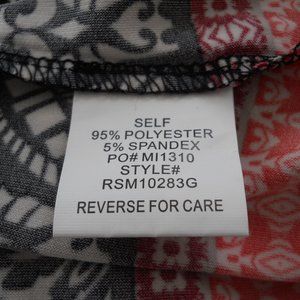 SELF
95% POLYESTER
5% SPANDEX
PO# MI1310
STYLE#
RSM10283G
REVERSE FOR CARE